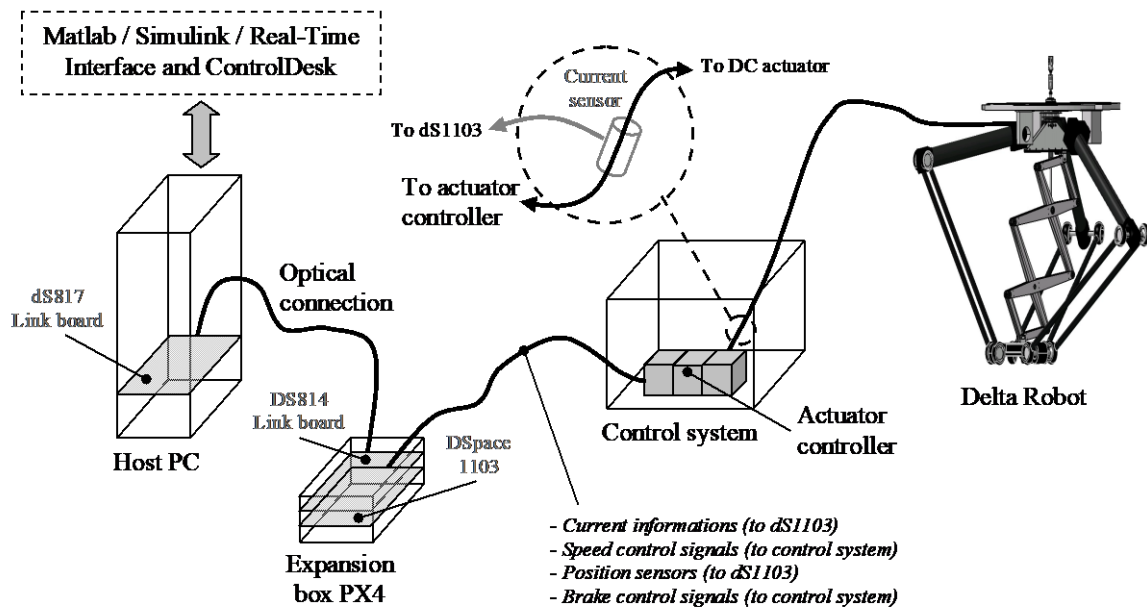 Matlab / Simulink / Real-Time
Interface and ControlDesk
Current
sensor
To DC actuator
To dS1103
To actuator
controller
Optical
connection
dS817
Link board
DS814
Link board
DSpace
1103
Host PC
Expansion
box PX4
Control system
Actuator
controller
Delta Robot
- Current informations (to dS1103)
- Speed control signals (to control system)
- Position sensors (to dS1103)
- Brake control signals (to control system)